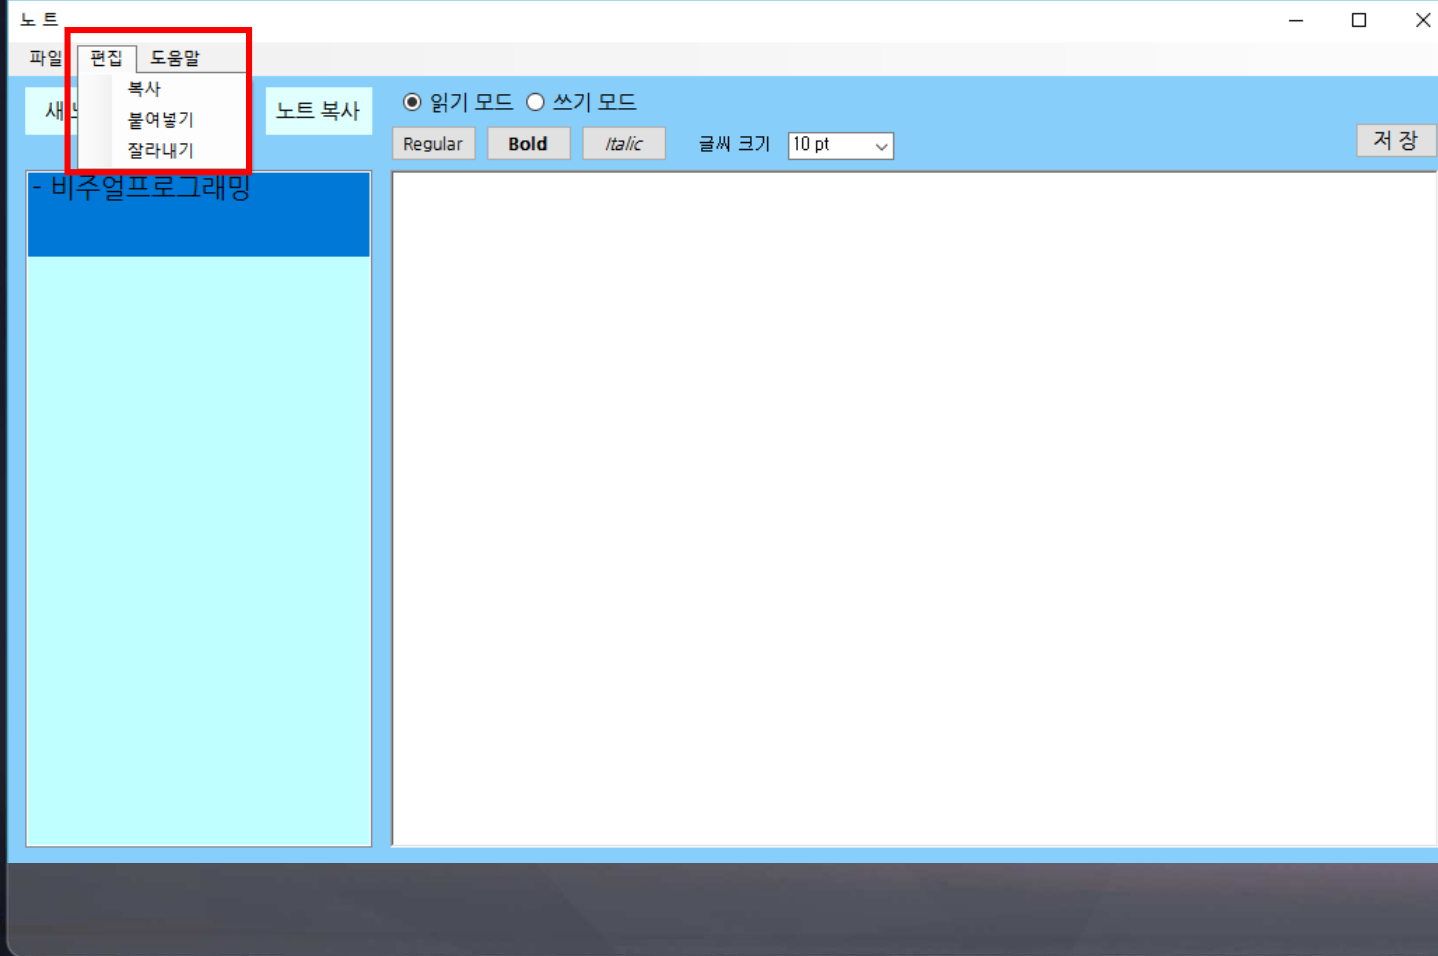 노 트
파일 편집 도움말
복사
붙여넣기
잘라내기
새 노트 복사
읽기 모드 쓰기 모드
Regular Bold Italic 글씨 크기 10 pt 저 장
- 비주얼프로그래밍